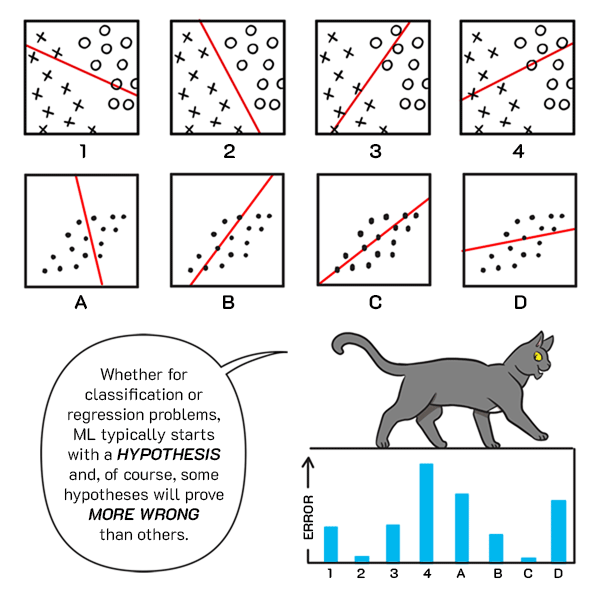 1 2 3 4
A B C D
Whether for
classification or
regression problems,
ML typically starts
with a HYPOTHESIS
and, of course, some
hypotheses will prove
MORE WRONG
than others.
ERROR
1 2 3 4 A B C D